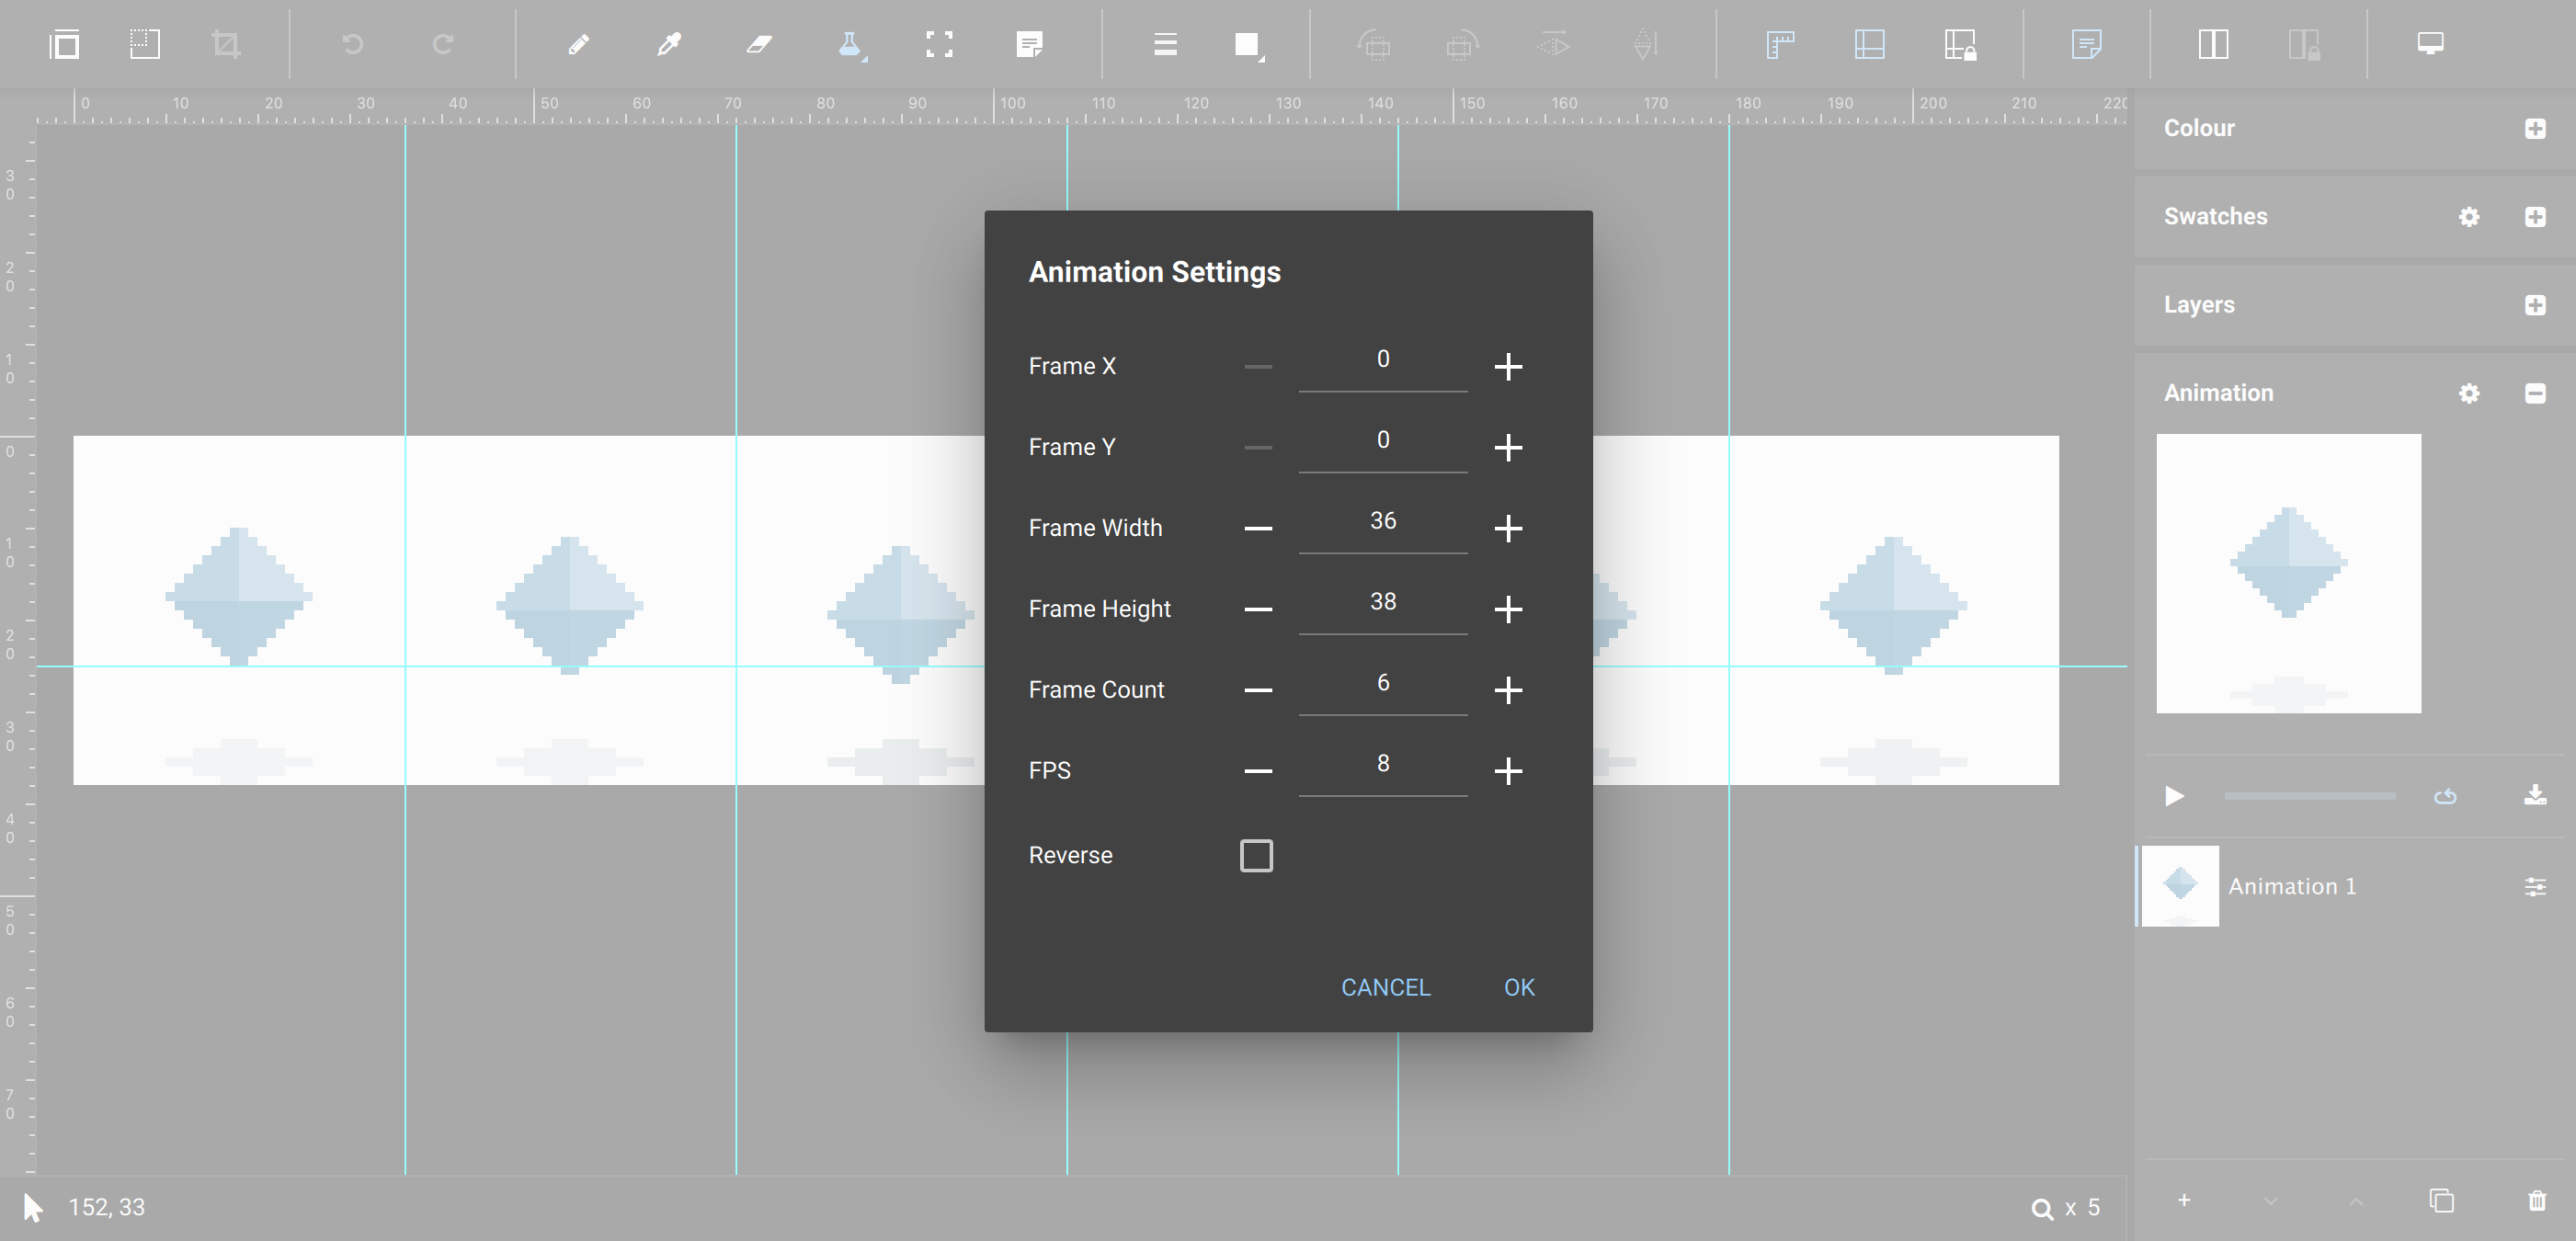 0 10 20 30 40 50 60 70 80 90 100 110 120 130 140 150 160 170 180 190 200 210 220
30
20
10
0
10
20
30
40
50
60
70
Colour
Swatches
Layers
Animation
Animation 1
Animation Settings
Frame X 0
Frame Y 0
Frame Width 36
Frame Height 38
Frame Count 6
FPS 8
Reverse
CANCEL OK
152, 33
x 5